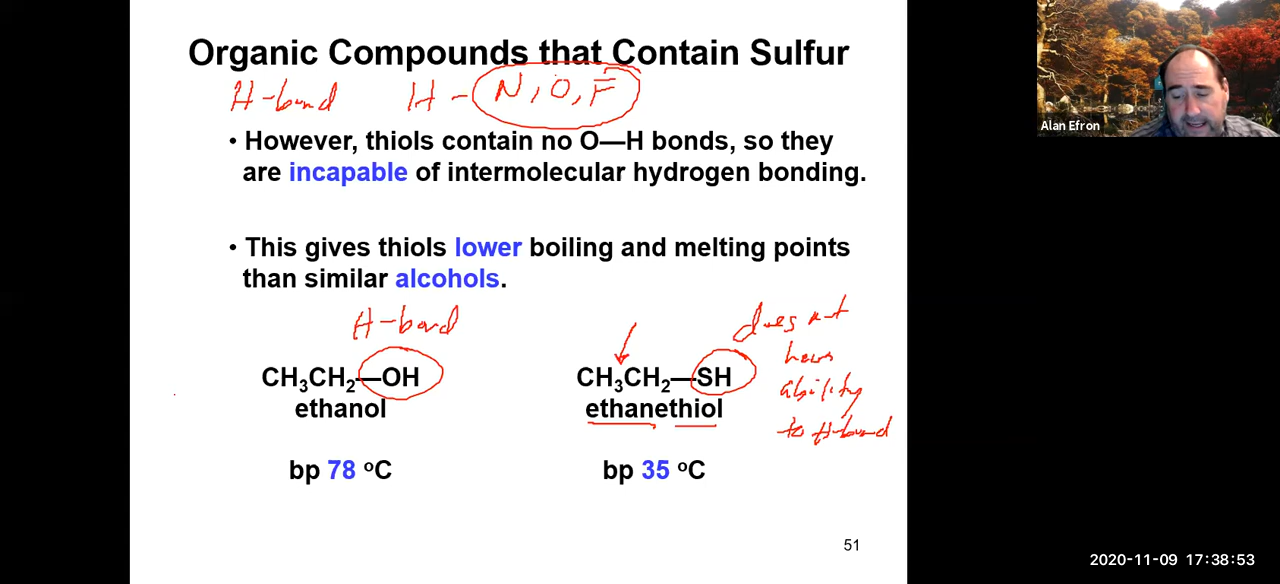 Organic Compounds that Contain Sulfur
H-bond H-N, O, F
• However, thiols contain no O—H bonds, so they
are incapable of intermolecular hydrogen bonding.
• This gives thiols lower boiling and melting points
than similar alcohols.
H-bond
does not
have
ability
to H-bond
CH₃CH₂—OH CH₃CH₂—SH
ethanol ethanethiol
bp 78 ºC bp 35 ºC
51
Alan Efron
2020-11-09 17:38:53